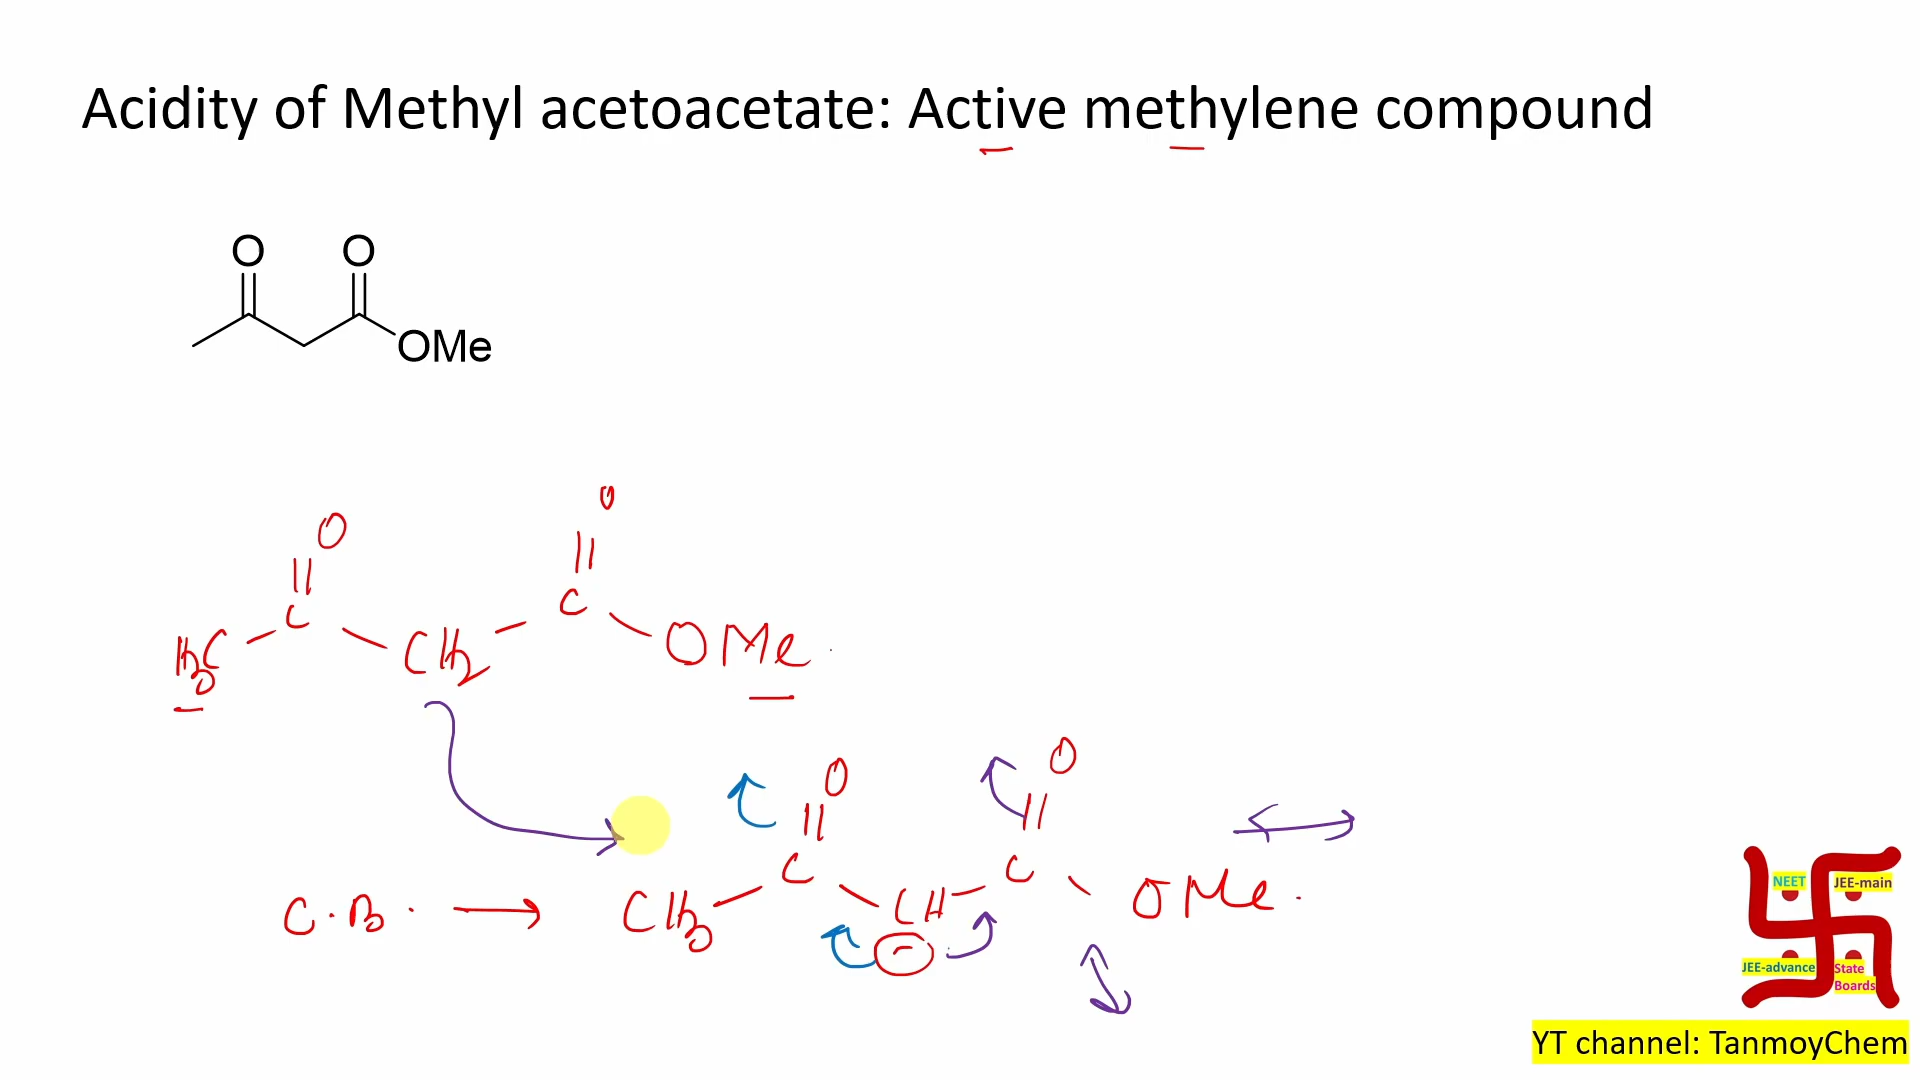 Acidity of Methyl acetoacetate: Active methylene compound
O O
OMe
O O
H3C C CH2 C OMe
O O
C.B. → CH3 C CH C OMe
−
NEET JEE-main
JEE-advance State
Boards
YT channel: TanmoyChem